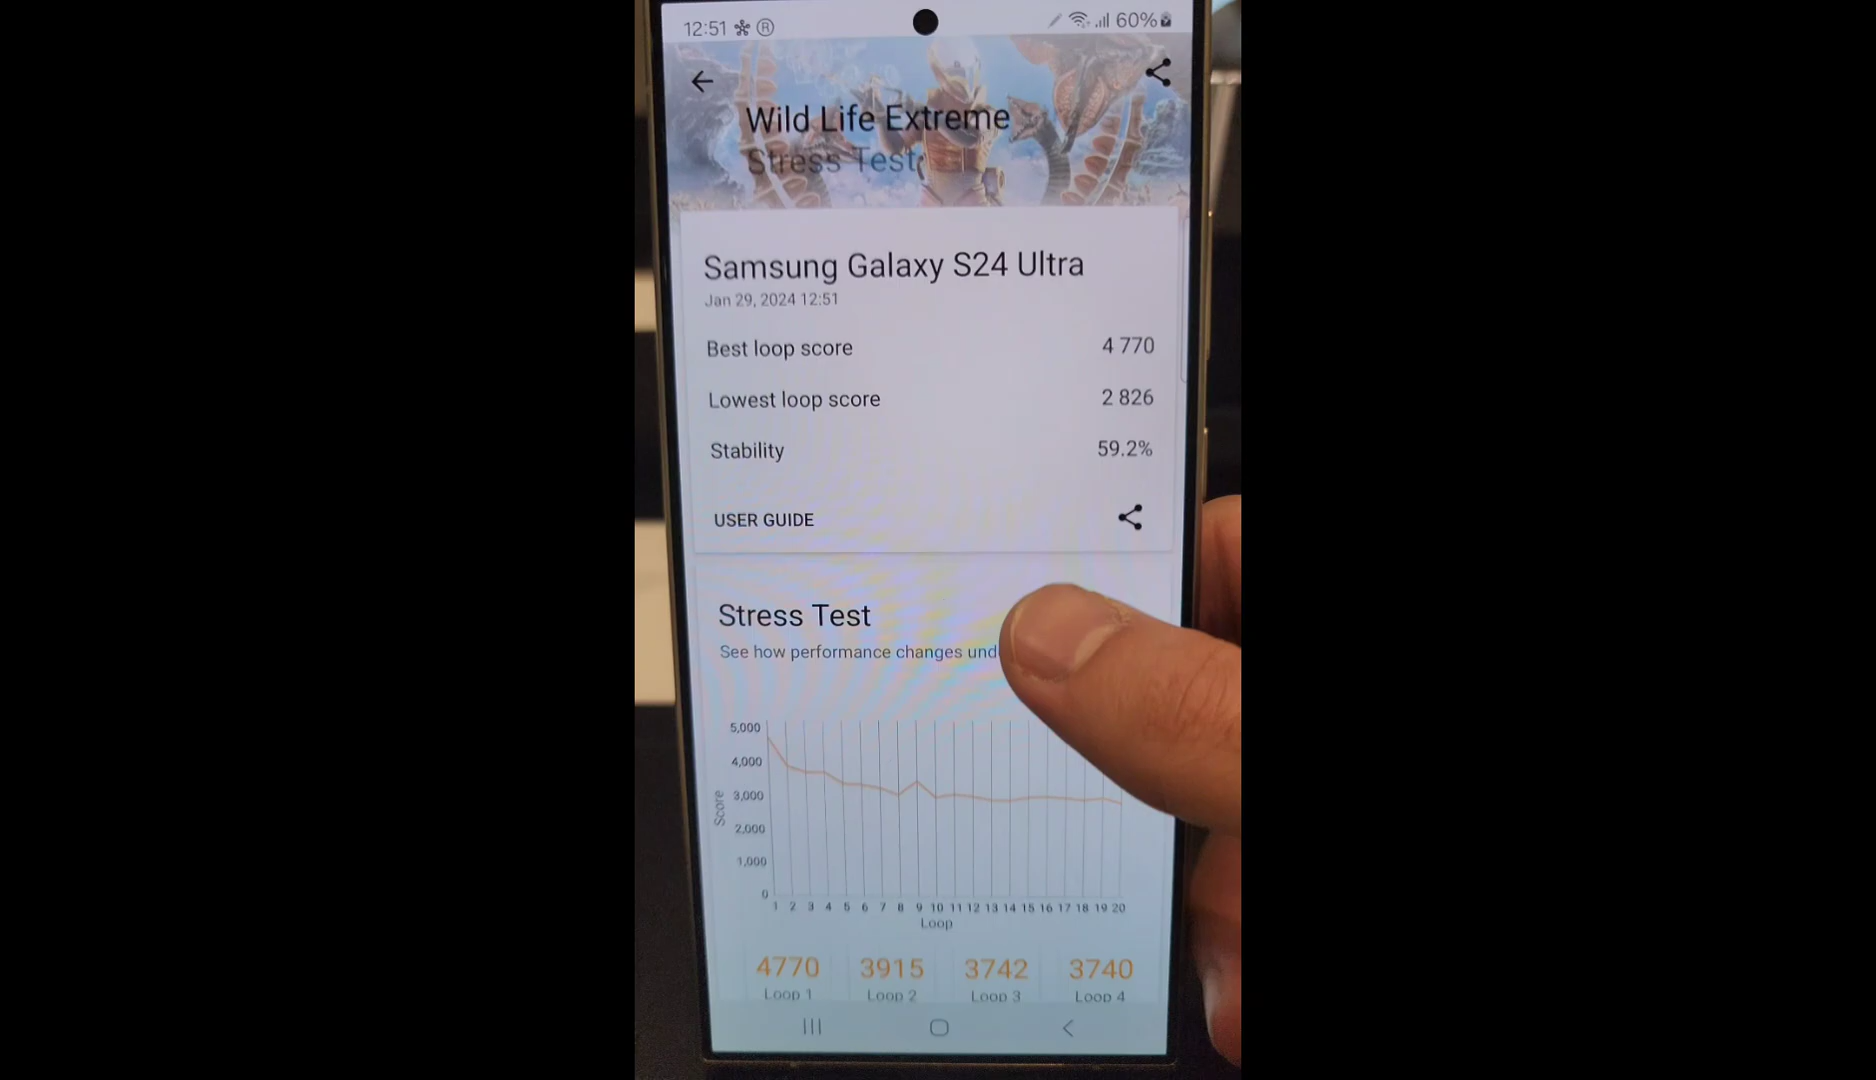 12:51 ® 60%
Wild Life Extreme
Stress Test
Samsung Galaxy S24 Ultra
Jan 29, 2024 12:51
Best loop score 4 770
Lowest loop score 2 826
Stability 59.2%
USER GUIDE
Stress Test
See how performance changes und
5,000
4,000
3,000
2,000
1,000
0
Score
1 2 3 4 5 6 7 8 9 10 11 12 13 14 15 16 17 18 19 20
Loop
4770 3915 3742 3740
Loop 1 Loop 2 Loop 3 Loop 4